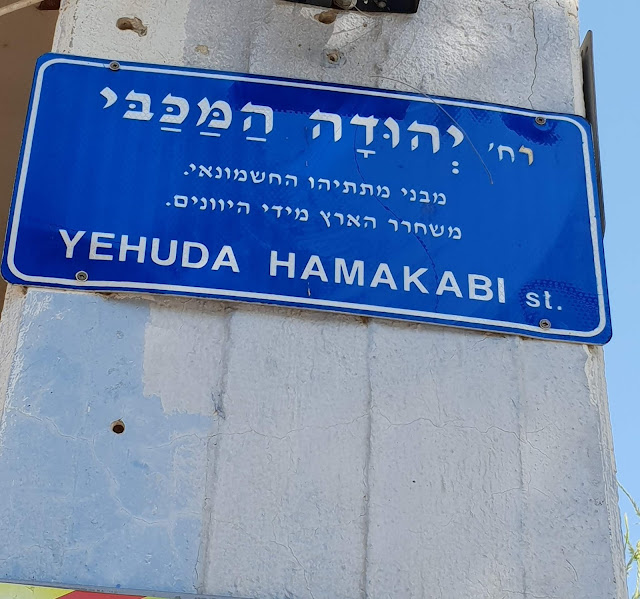 רח' יְהוּדָה הַמַּכַּבִּי
מבני מתתיהו החשמונאי.
משחרר הארץ מידי היוונים.
YEHUDA HAMAKABI st.